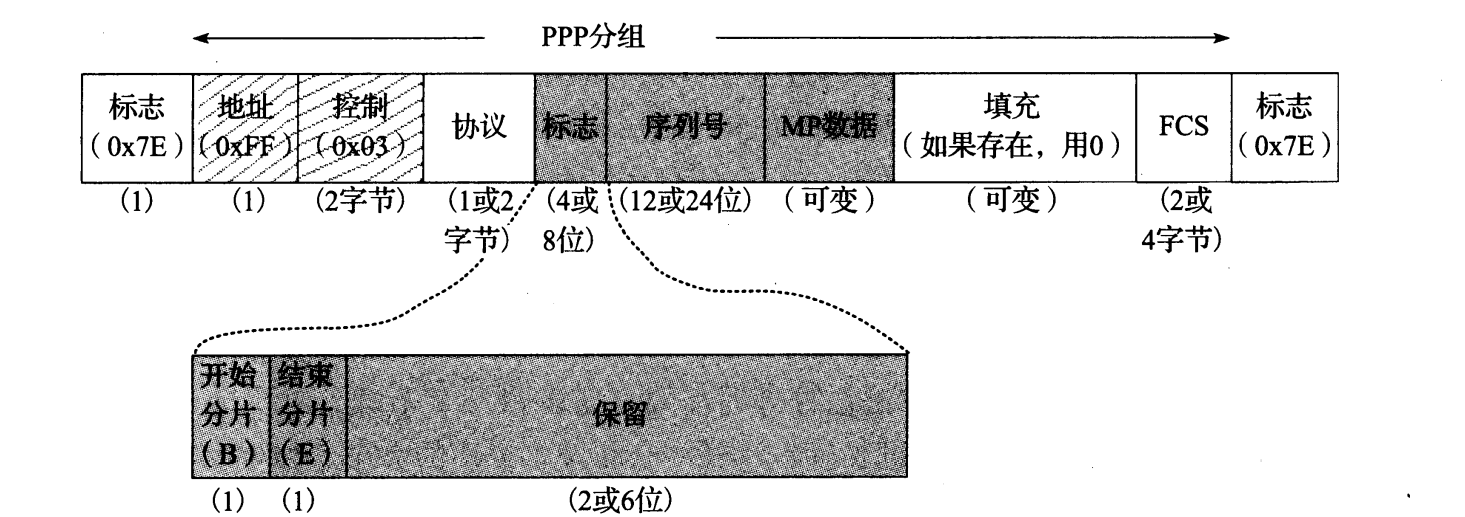 PPP分组
标志 地址 控制 协议 标志 序列号 MP数据 填充 FCS 标志
(0x7E) (0xFF) (0x03) (如果存在，用0) (0x7E)
(1) (1) (2字节) (1或2 (4或 (12或24位) (可变) (可变) (2或
字节) 8位) 4字节)
开始 结束
分片 分片 保留
(B) (E)
(1) (1) (2或6位)